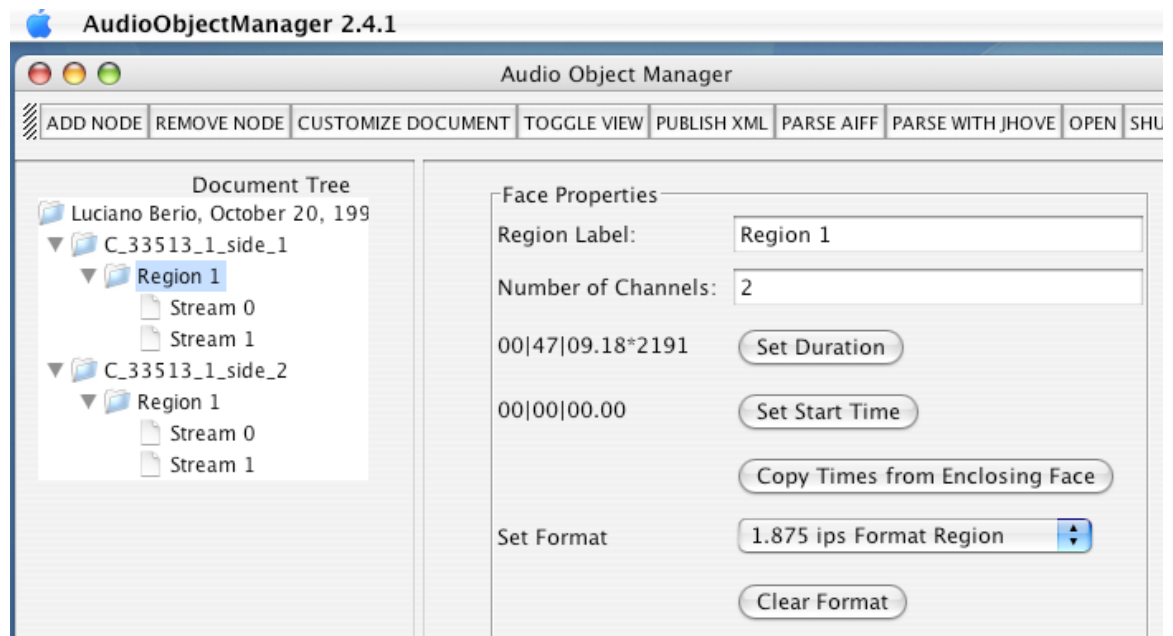 AudioObjectManager 2.4.1
Audio Object Manager
ADD NODE REMOVE NODE CUSTOMIZE DOCUMENT TOGGLE VIEW PUBLISH XML PARSE AIFF PARSE WITH JHOVE OPEN SHU
Document Tree
Luciano Berio, October 20, 199
C_33513_1_side_1
Region 1
Stream 0
Stream 1
C_33513_1_side_2
Region 1
Stream 0
Stream 1
Face Properties
Region Label: Region 1
Number of Channels: 2
00|47|09.18*2191 Set Duration
00|00|00.00 Set Start Time
Copy Times from Enclosing Face
Set Format 1.875 ips Format Region
Clear Format